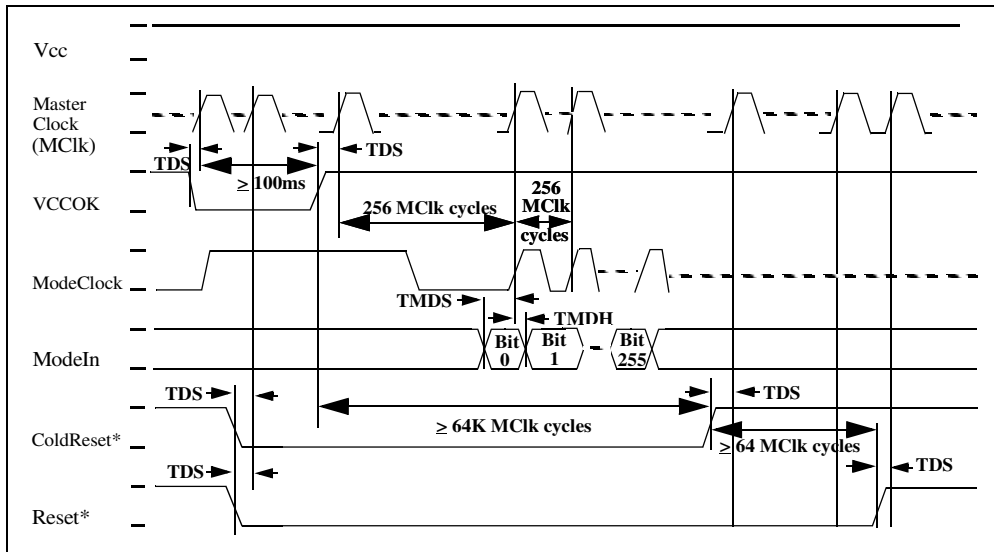 Vcc
Master
Clock
(MClk)
TDS
TDS
≥ 100ms
VCCOK
256 MClk cycles
256
MClk
cycles
ModeClock
TMDS
TMDH
ModeIn
Bit
0
Bit
1
Bit
255
TDS
TDS
ColdReset*
≥ 64K MClk cycles
≥ 64 MClk cycles
TDS
TDS
Reset*